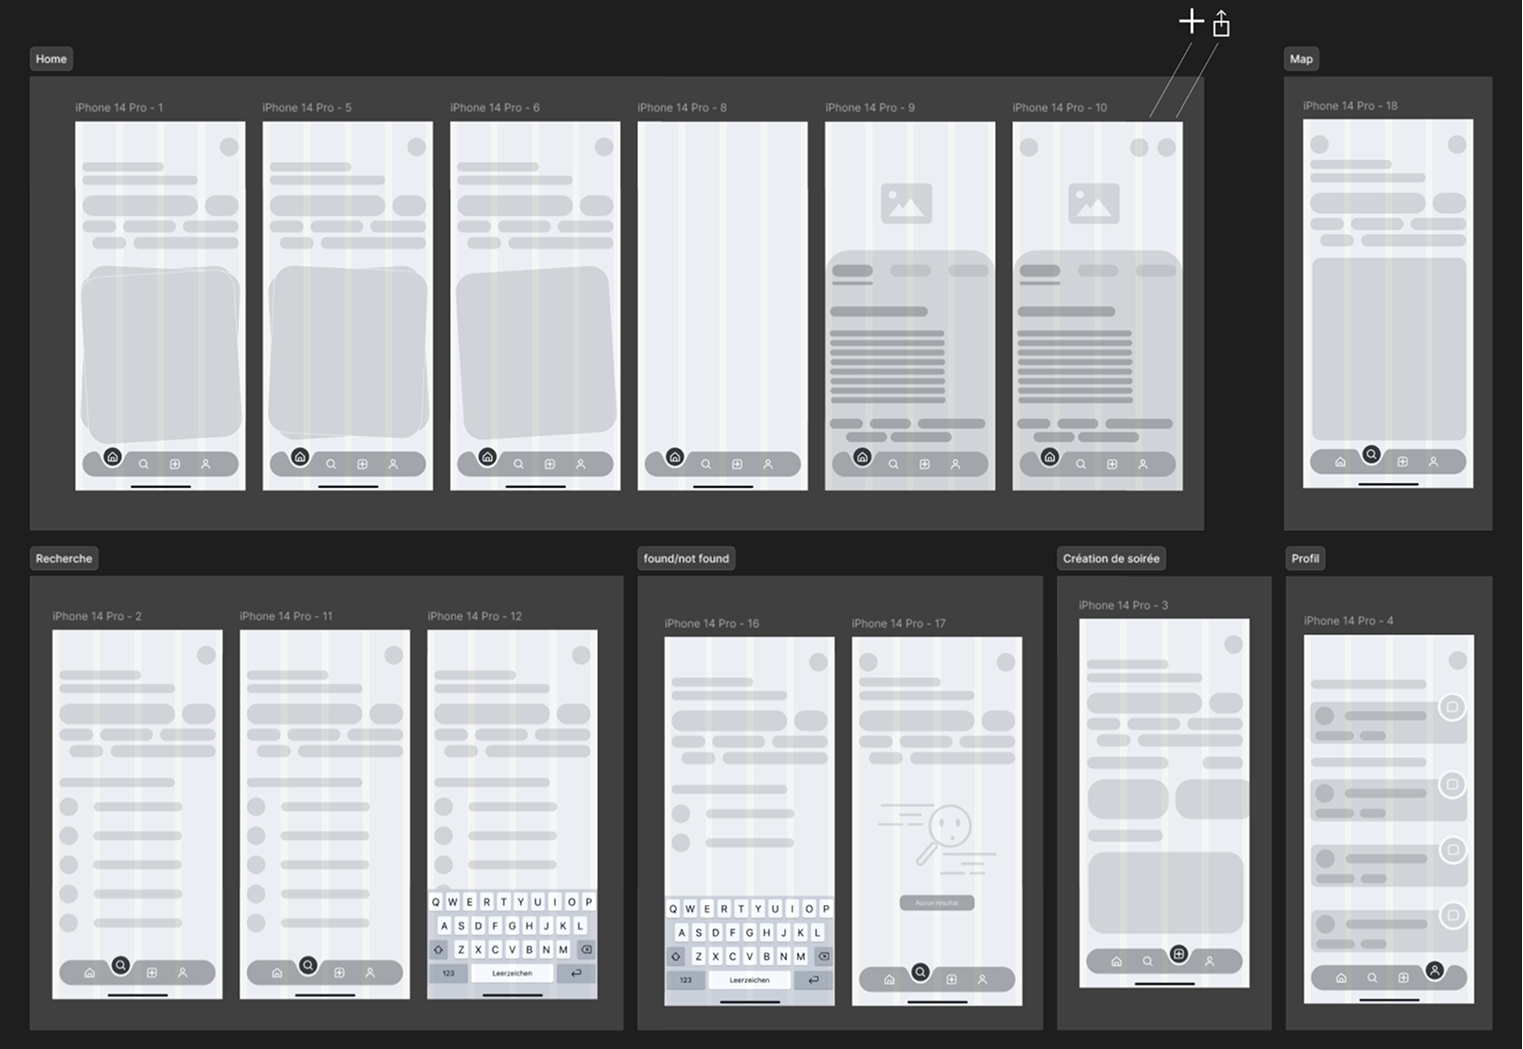 Home
Map
iPhone 14 Pro - 1
iPhone 14 Pro - 5
iPhone 14 Pro - 6
iPhone 14 Pro - 8
iPhone 14 Pro - 9
iPhone 14 Pro - 10
iPhone 14 Pro - 18
Recherche
found/not found
Création de soirée
Profil
iPhone 14 Pro - 2
iPhone 14 Pro - 11
iPhone 14 Pro - 12
iPhone 14 Pro - 16
iPhone 14 Pro - 17
iPhone 14 Pro - 3
iPhone 14 Pro - 4
Q W E R T Y U I O P
A S D F G H J K L
Z X C V B N M
123 Leerzeichen
Q W E R T Y U I O P
A S D F G H J K L
Z X C V B N M
123 Leerzeichen
Aucun résultat